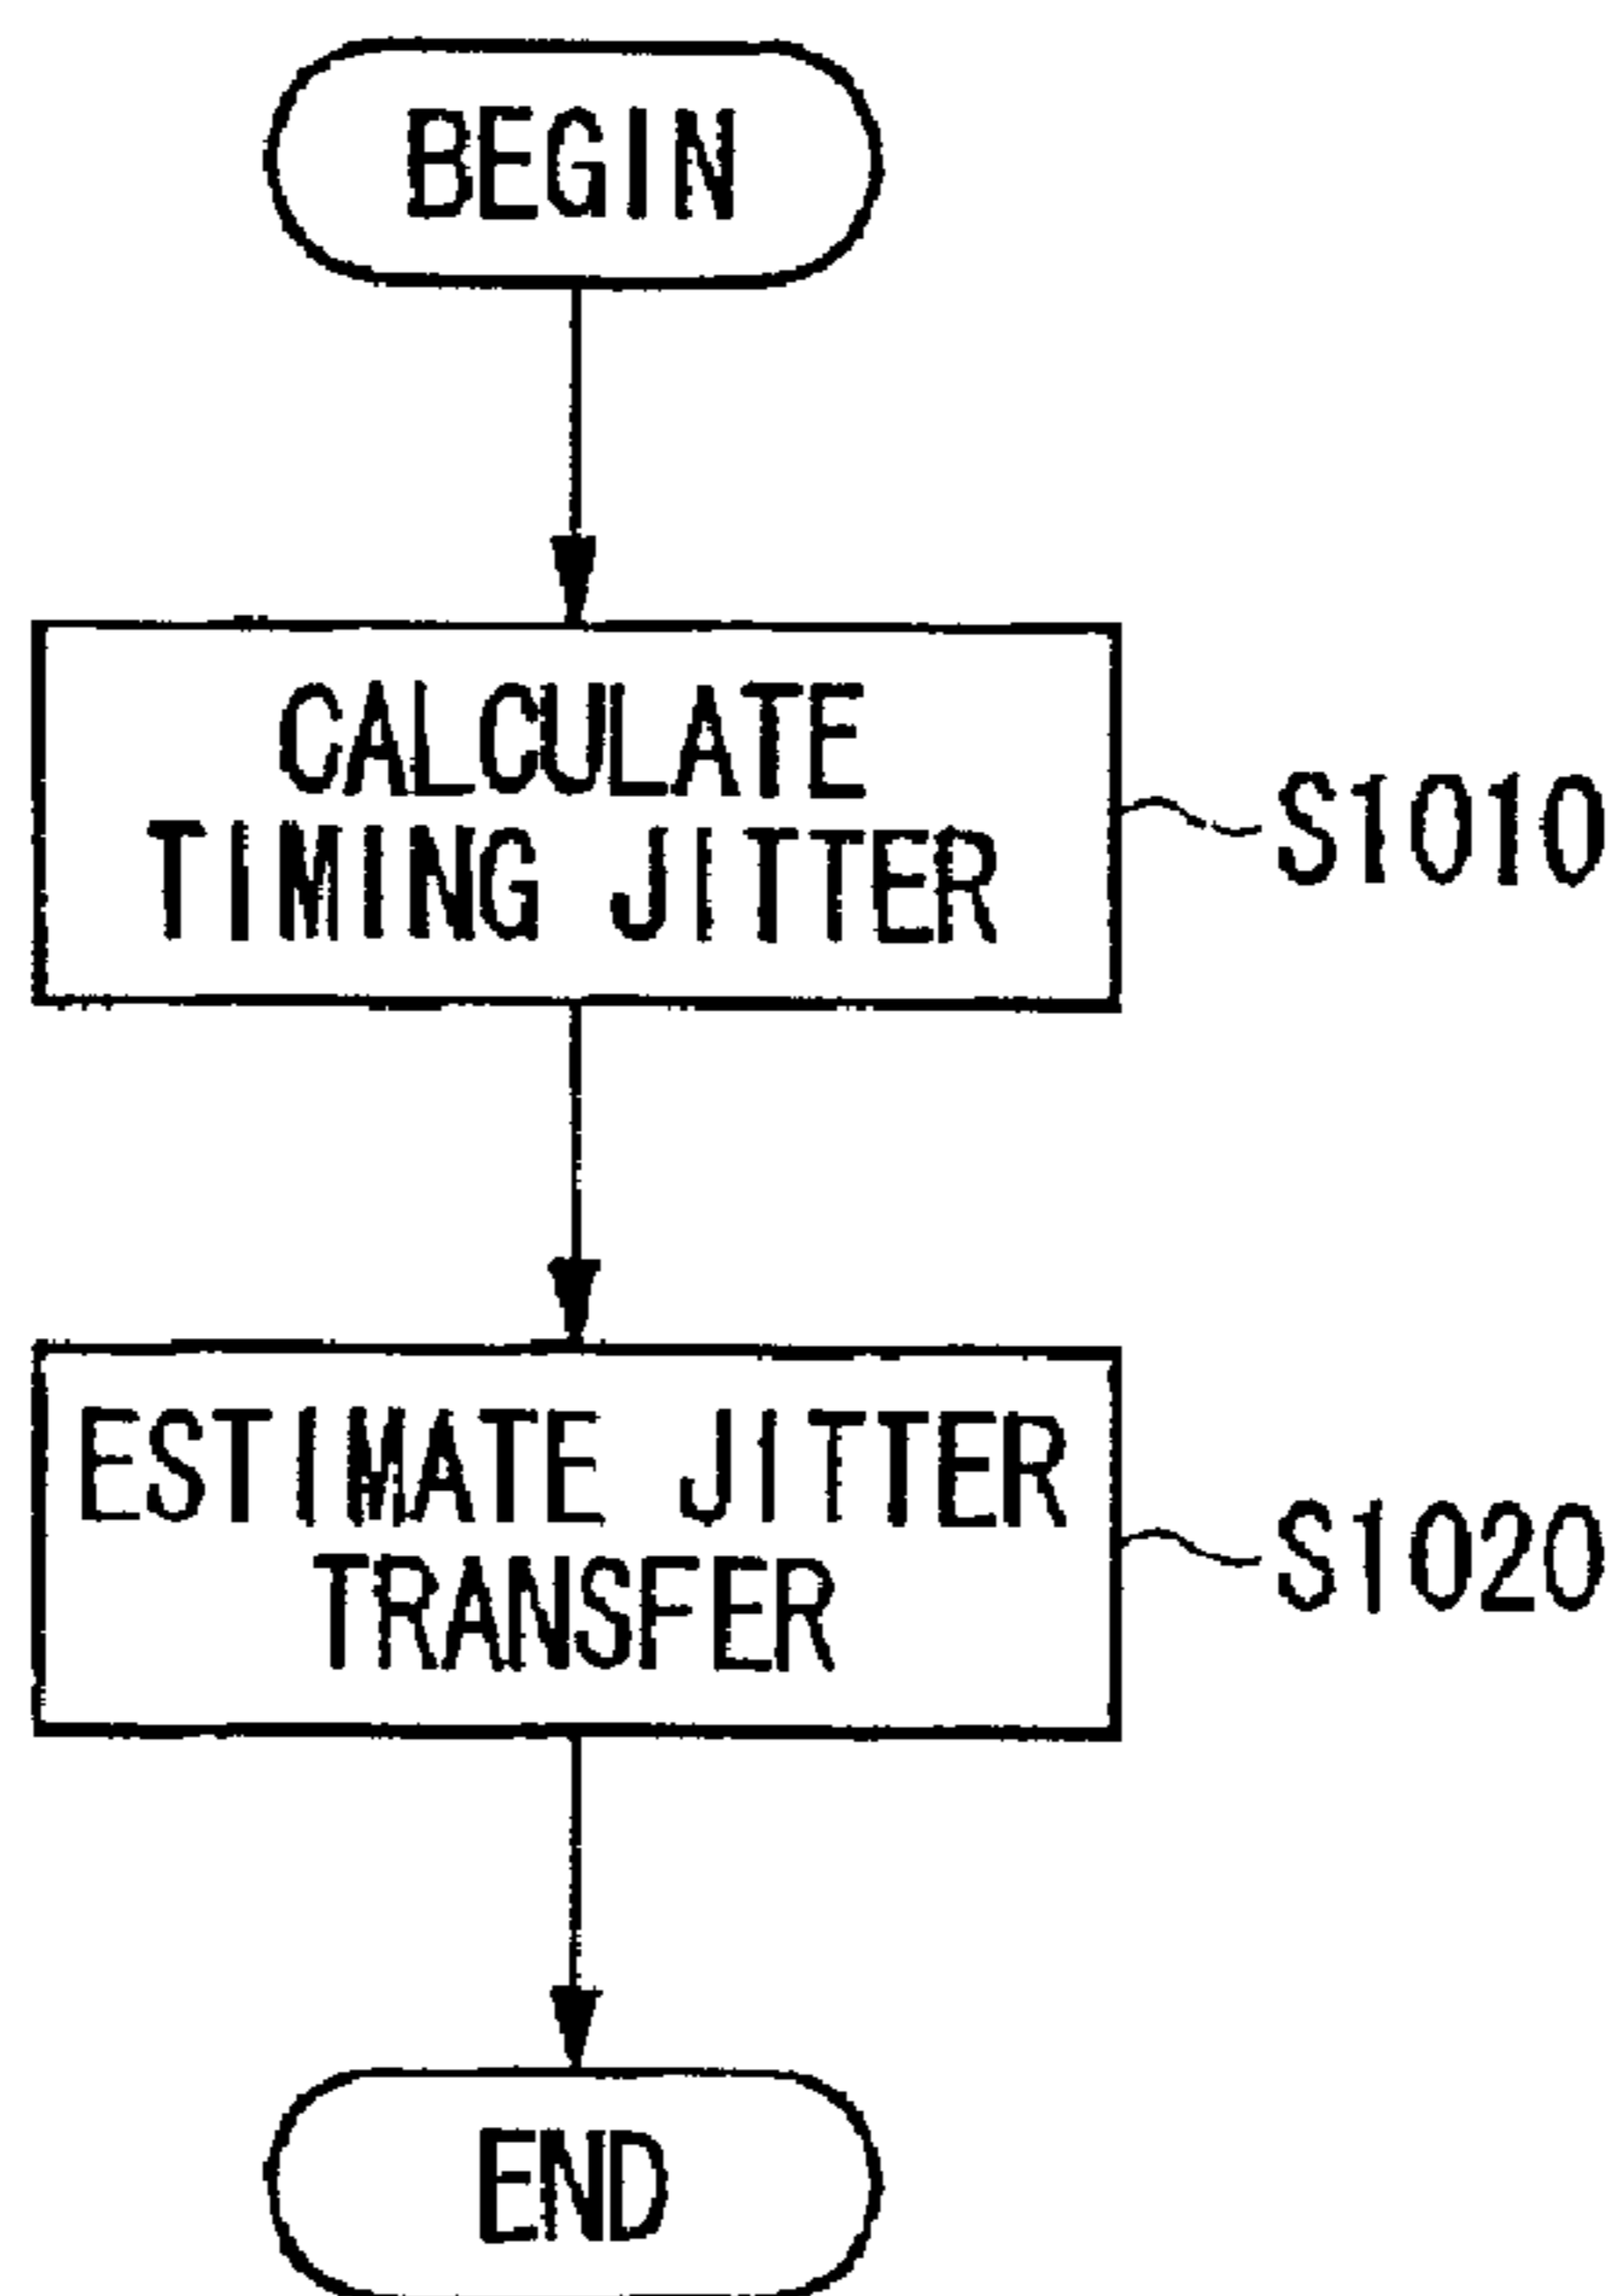 BEGIN
CALCULATE
TIMING JITTER
S1010
ESTIMATE JITTER
TRANSFER
S1020
END